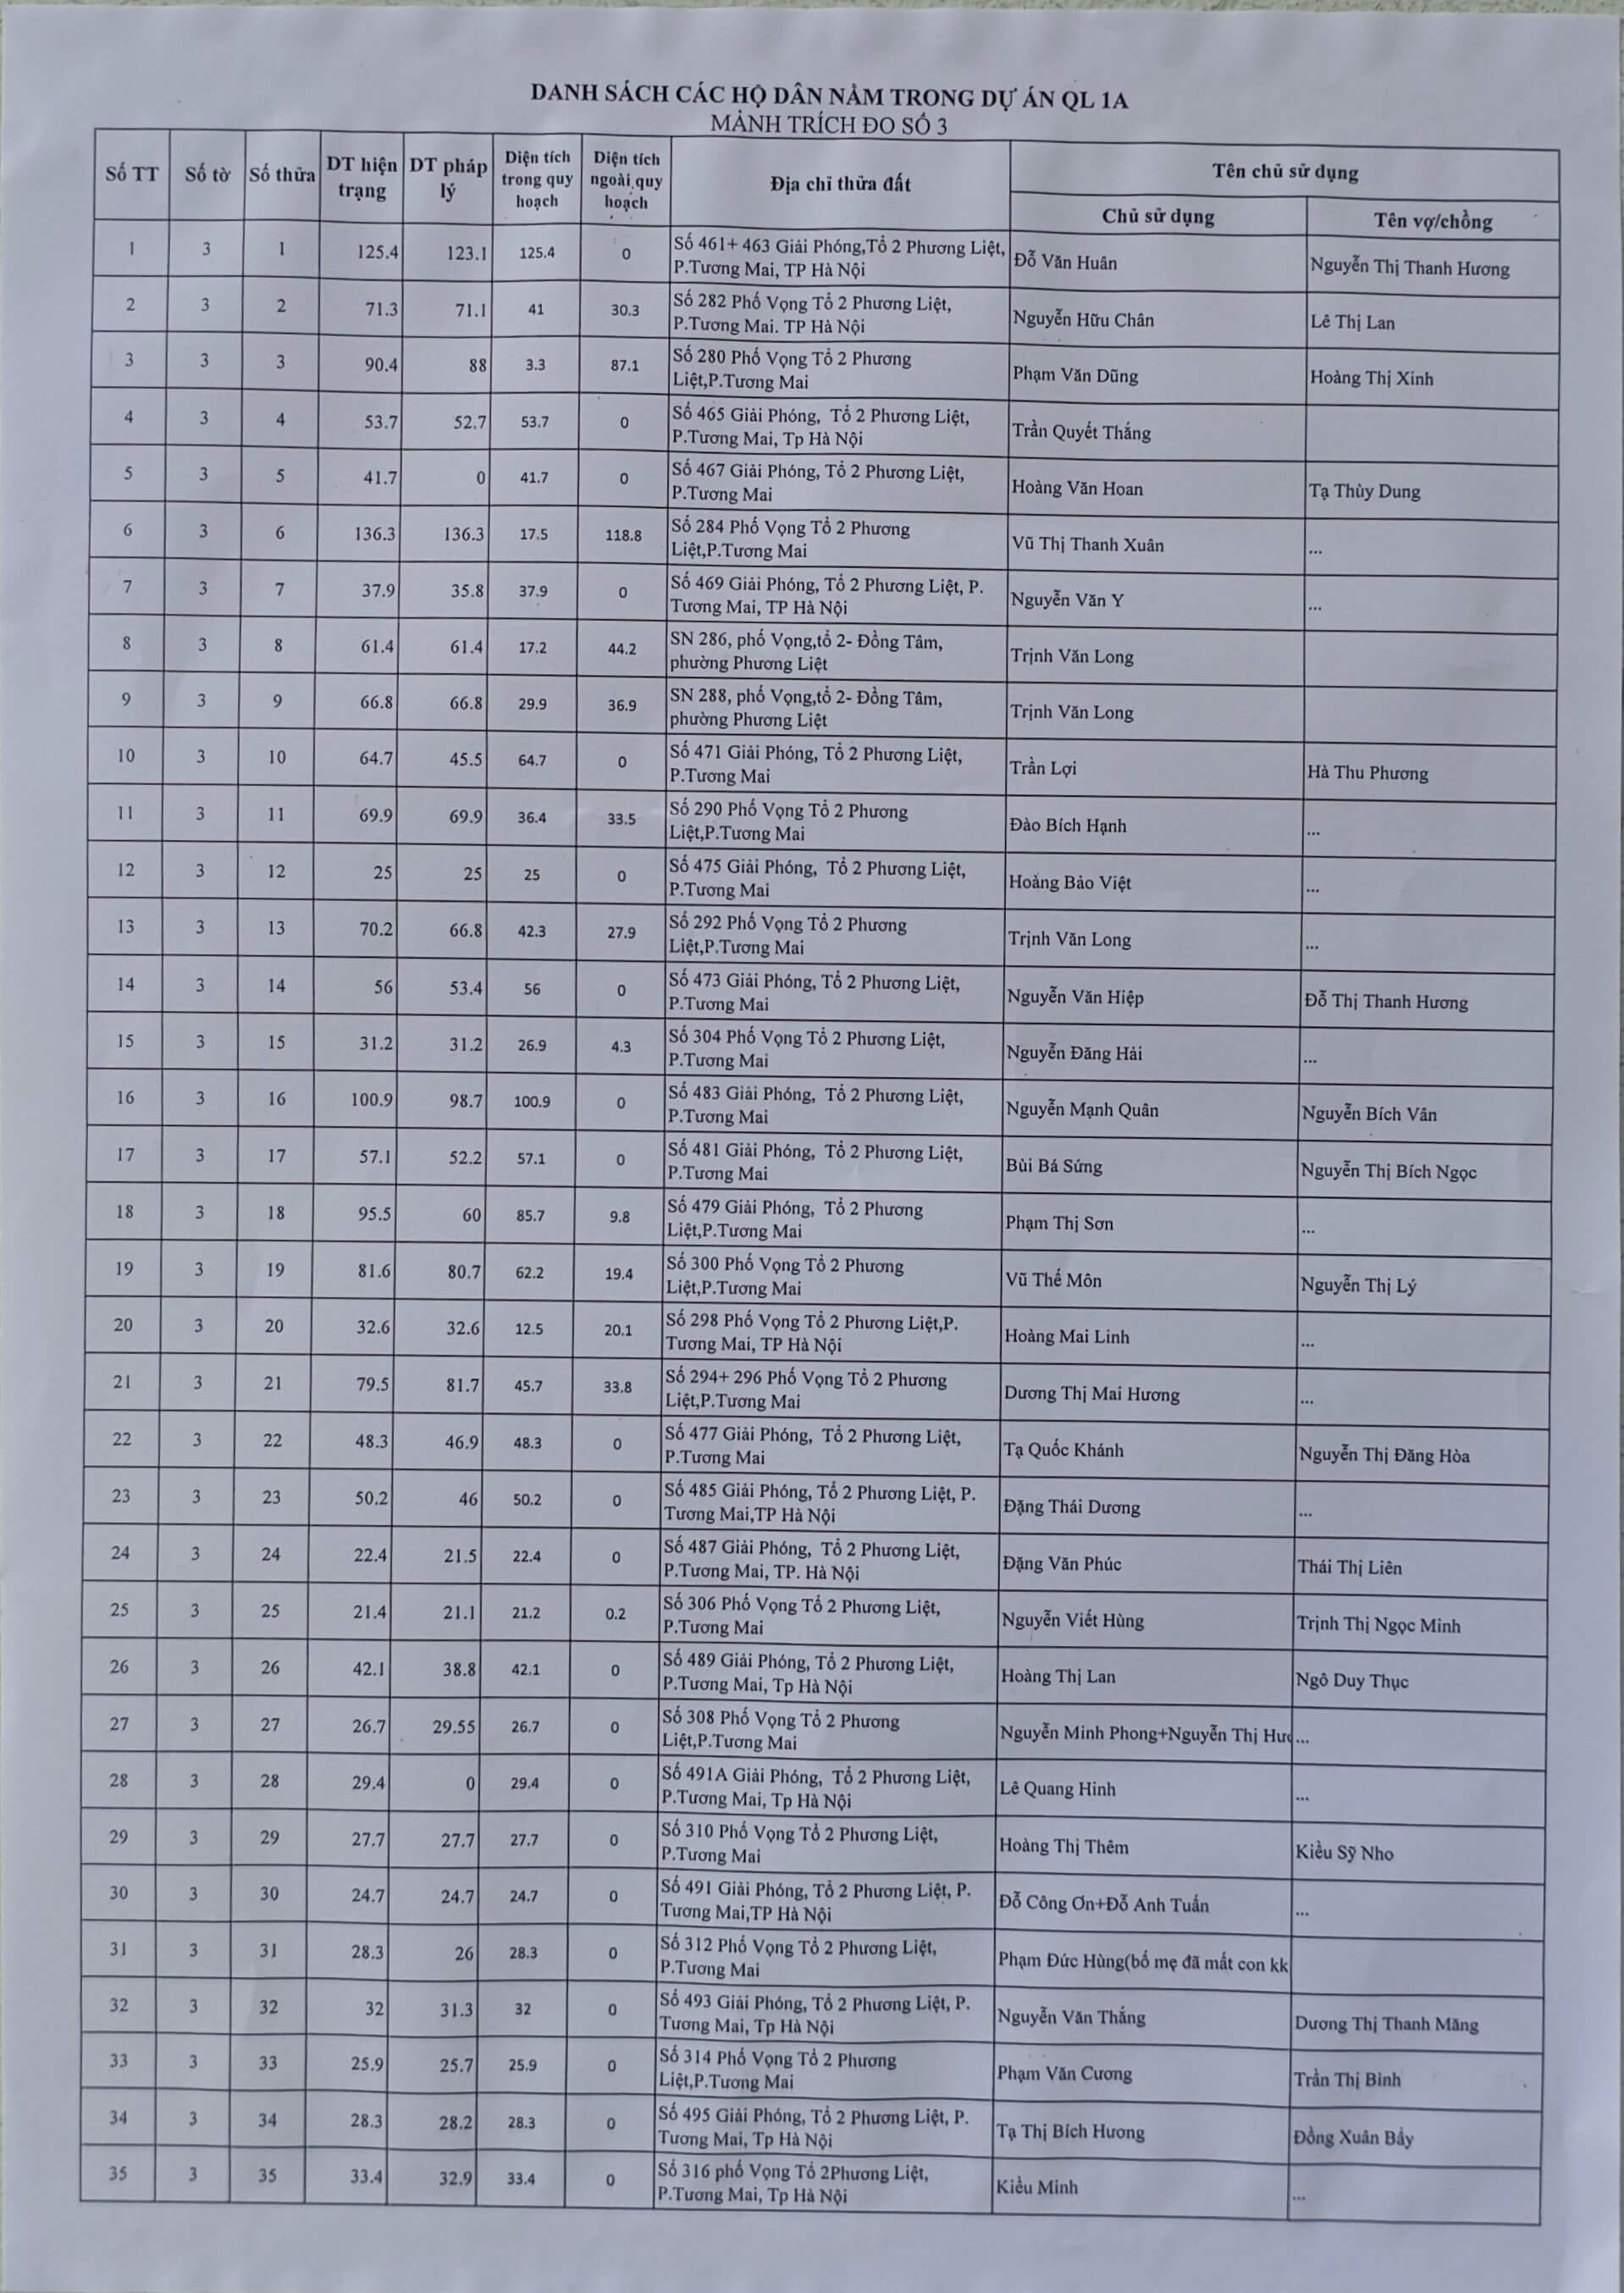 DANH SÁCH CÁC HỘ DÂN NẰM TRONG DỰ ÁN QL 1A
MẢNH TRÍCH ĐO SỐ 3
Số TT | Số tờ | Số thửa | DT hiện trạng | DT pháp lý | Diện tích trong quy hoạch | Diện tích ngoài quy hoạch | Địa chỉ thửa đất | Tên chủ sử dụng
Chủ sử dụng | Tên vợ/chồng
1 | 3 | 1 | 125.4 | 123.1 | 125.4 | 0 | Số 461+ 463 Giải Phóng,Tổ 2 Phương Liệt, P.Tương Mai, TP Hà Nội | Đỗ Văn Huân | Nguyễn Thị Thanh Hương
2 | 3 | 2 | 71.3 | 71.1 | 41 | 30.3 | Số 282 Phố Vọng Tổ 2 Phương Liệt, P.Tương Mai. TP Hà Nội | Nguyễn Hữu Chân | Lê Thị Lan
3 | 3 | 3 | 90.4 | 88 | 3.3 | 87.1 | Số 280 Phố Vọng Tổ 2 Phương Liệt,P.Tương Mai | Phạm Văn Dũng | Hoàng Thị Xinh
4 | 3 | 4 | 53.7 | 52.7 | 53.7 | 0 | Số 465 Giải Phóng, Tổ 2 Phương Liệt, P.Tương Mai, Tp Hà Nội | Trần Quyết Thắng
5 | 3 | 5 | 41.7 | 0 | 41.7 | 0 | Số 467 Giải Phóng, Tổ 2 Phương Liệt, P.Tương Mai | Hoàng Văn Hoan | Tạ Thùy Dung
6 | 3 | 6 | 136.3 | 136.3 | 17.5 | 118.8 | Số 284 Phố Vọng Tổ 2 Phương Liệt,P.Tương Mai | Vũ Thị Thanh Xuân | ...
7 | 3 | 7 | 37.9 | 35.8 | 37.9 | 0 | Số 469 Giải Phóng, Tổ 2 Phương Liệt, P. Tương Mai, TP Hà Nội | Nguyễn Văn Y | ...
8 | 3 | 8 | 61.4 | 61.4 | 17.2 | 44.2 | SN 286, phố Vọng,tổ 2- Đồng Tâm, phường Phương Liệt | Trịnh Văn Long
9 | 3 | 9 | 66.8 | 66.8 | 29.9 | 36.9 | SN 288, phố Vọng,tổ 2- Đồng Tâm, phường Phương Liệt | Trịnh Văn Long
10 | 3 | 10 | 64.7 | 45.5 | 64.7 | 0 | Số 471 Giải Phóng, Tổ 2 Phương Liệt, P.Tương Mai | Trần Lợi | Hà Thu Phương
11 | 3 | 11 | 69.9 | 69.9 | 36.4 | 33.5 | Số 290 Phố Vọng Tổ 2 Phương Liệt,P.Tương Mai | Đào Bích Hạnh | ...
12 | 3 | 12 | 25 | 25 | 25 | 0 | Số 475 Giải Phóng, Tổ 2 Phương Liệt, P.Tương Mai | Hoàng Bảo Việt | ...
13 | 3 | 13 | 70.2 | 66.8 | 42.3 | 27.9 | Số 292 Phố Vọng Tổ 2 Phương Liệt,P.Tương Mai | Trịnh Văn Long | ...
14 | 3 | 14 | 56 | 53.4 | 56 | 0 | Số 473 Giải Phóng, Tổ 2 Phương Liệt, P.Tương Mai | Nguyễn Văn Hiệp | Đỗ Thị Thanh Hương
15 | 3 | 15 | 31.2 | 31.2 | 26.9 | 4.3 | Số 304 Phố Vọng Tổ 2 Phương Liệt, P.Tương Mai | Nguyễn Đăng Hải | ...
16 | 3 | 16 | 100.9 | 98.7 | 100.9 | 0 | Số 483 Giải Phóng, Tổ 2 Phương Liệt, P.Tương Mai | Nguyễn Mạnh Quân | Nguyễn Bích Vân
17 | 3 | 17 | 57.1 | 52.2 | 57.1 | 0 | Số 481 Giải Phóng, Tổ 2 Phương Liệt, P.Tương Mai | Bùi Bá Sứng | Nguyễn Thị Bích Ngọc
18 | 3 | 18 | 95.5 | 60 | 85.7 | 9.8 | Số 479 Giải Phóng, Tổ 2 Phương Liệt,P.Tương Mai | Phạm Thị Sơn | ...
19 | 3 | 19 | 81.6 | 80.7 | 62.2 | 19.4 | Số 300 Phố Vọng Tổ 2 Phương Liệt,P.Tương Mai | Vũ Thế Môn | Nguyễn Thị Lý
20 | 3 | 20 | 32.6 | 32.6 | 12.5 | 20.1 | Số 298 Phố Vọng Tổ 2 Phương Liệt,P. Tương Mai, TP Hà Nội | Hoàng Mai Linh | ...
21 | 3 | 21 | 79.5 | 81.7 | 45.7 | 33.8 | Số 294+ 296 Phố Vọng Tổ 2 Phương Liệt,P.Tương Mai | Dương Thị Mai Hương | ...
22 | 3 | 22 | 48.3 | 46.9 | 48.3 | 0 | Số 477 Giải Phóng, Tổ 2 Phương Liệt, P.Tương Mai | Tạ Quốc Khánh | Nguyễn Thị Đăng Hòa
23 | 3 | 23 | 50.2 | 46 | 50.2 | 0 | Số 485 Giải Phóng, Tổ 2 Phương Liệt, P. Tương Mai,TP Hà Nội | Đặng Thái Dương | ...
24 | 3 | 24 | 22.4 | 21.5 | 22.4 | 0 | Số 487 Giải Phóng, Tổ 2 Phương Liệt, P.Tương Mai, TP. Hà Nội | Đặng Văn Phúc | Thái Thị Liên
25 | 3 | 25 | 21.4 | 21.1 | 21.2 | 0.2 | Số 306 Phố Vọng Tổ 2 Phương Liệt, P.Tương Mai | Nguyễn Viết Hùng | Trịnh Thị Ngọc Minh
26 | 3 | 26 | 42.1 | 38.8 | 42.1 | 0 | Số 489 Giải Phóng, Tổ 2 Phương Liệt, P.Tương Mai, Tp Hà Nội | Hoàng Thị Lan | Ngô Duy Thục
27 | 3 | 27 | 26.7 | 29.55 | 26.7 | 0 | Số 308 Phố Vọng Tổ 2 Phương Liệt,P.Tương Mai | Nguyễn Minh Phong+Nguyễn Thị Hươ | ...
28 | 3 | 28 | 29.4 | 0 | 29.4 | 0 | Số 491A Giải Phóng, Tổ 2 Phương Liệt, P.Tương Mai, Tp Hà Nội | Lê Quang Hinh | ...
29 | 3 | 29 | 27.7 | 27.7 | 27.7 | 0 | Số 310 Phố Vọng Tổ 2 Phương Liệt, P.Tương Mai | Hoàng Thị Thêm | Kiều Sỹ Nho
30 | 3 | 30 | 24.7 | 24.7 | 24.7 | 0 | Số 491 Giải Phóng, Tổ 2 Phương Liệt, P. Tương Mai,TP Hà Nội | Đỗ Công Ơn+Đỗ Anh Tuấn | ...
31 | 3 | 31 | 28.3 | 26 | 28.3 | 0 | Số 312 Phố Vọng Tổ 2 Phương Liệt, P.Tương Mai | Phạm Đức Hùng(bố mẹ đã mất con kk
32 | 3 | 32 | 32 | 31.3 | 32 | 0 | Số 493 Giải Phóng, Tổ 2 Phương Liệt, P. Tương Mai, Tp Hà Nội | Nguyễn Văn Thắng | Dương Thị Thanh Măng
33 | 3 | 33 | 25.9 | 25.7 | 25.9 | 0 | Số 314 Phố Vọng Tổ 2 Phương Liệt,P.Tương Mai | Phạm Văn Cương | Trần Thị Bình
34 | 3 | 34 | 28.3 | 28.2 | 28.3 | 0 | Số 495 Giải Phóng, Tổ 2 Phương Liệt, P. Tương Mai, Tp Hà Nội | Tạ Thị Bích Hương | Đồng Xuân Bảy
35 | 3 | 35 | 33.4 | 32.9 | 33.4 | 0 | Số 316 phố Vọng Tổ 2Phương Liệt, P.Tương Mai, Tp Hà Nội | Kiều Minh | ...